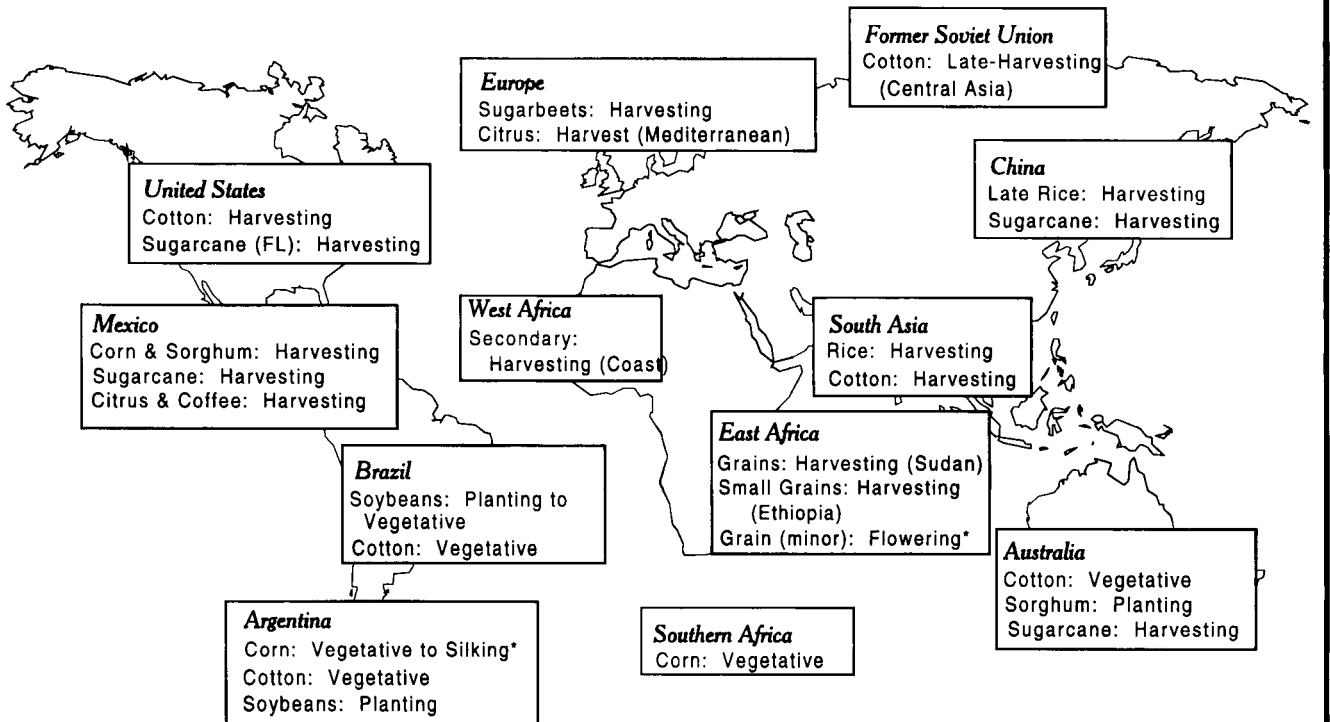 Former Soviet Union
Cotton: Late-Harvesting
(Central Asia)
Europe
Sugarbeets: Harvesting
Citrus: Harvest (Mediterranean)
China
Late Rice: Harvesting
Sugarcane: Harvesting
United States
Cotton: Harvesting
Sugarcane (FL): Harvesting
Mexico
Corn & Sorghum: Harvesting
Sugarcane: Harvesting
Citrus & Coffee: Harvesting
West Africa
Secondary:
Harvesting (Coast)
South Asia
Rice: Harvesting
Cotton: Harvesting
East Africa
Grains: Harvesting (Sudan)
Small Grains: Harvesting
(Ethiopia)
Grain (minor): Flowering*
Brazil
Soybeans: Planting to
Vegetative
Cotton: Vegetative
Australia
Cotton: Vegetative
Sorghum: Planting
Sugarcane: Harvesting
Argentina
Corn: Vegetative to Silking*
Cotton: Vegetative
Soybeans: Planting
Southern Africa
Corn: Vegetative